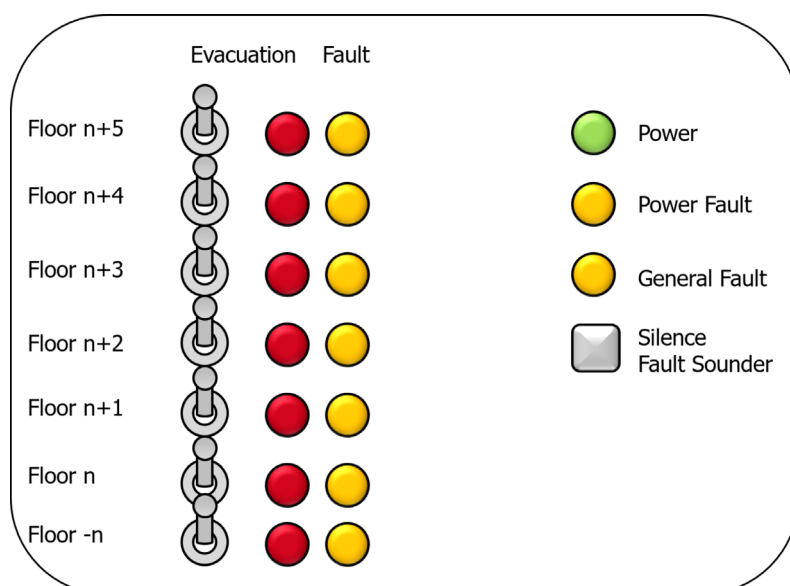 Evacuation Fault
Floor n+5
Power
Floor n+4
Power Fault
Floor n+3
General Fault
Floor n+2
Silence
Fault Sounder
Floor n+1
Floor n
Floor -n